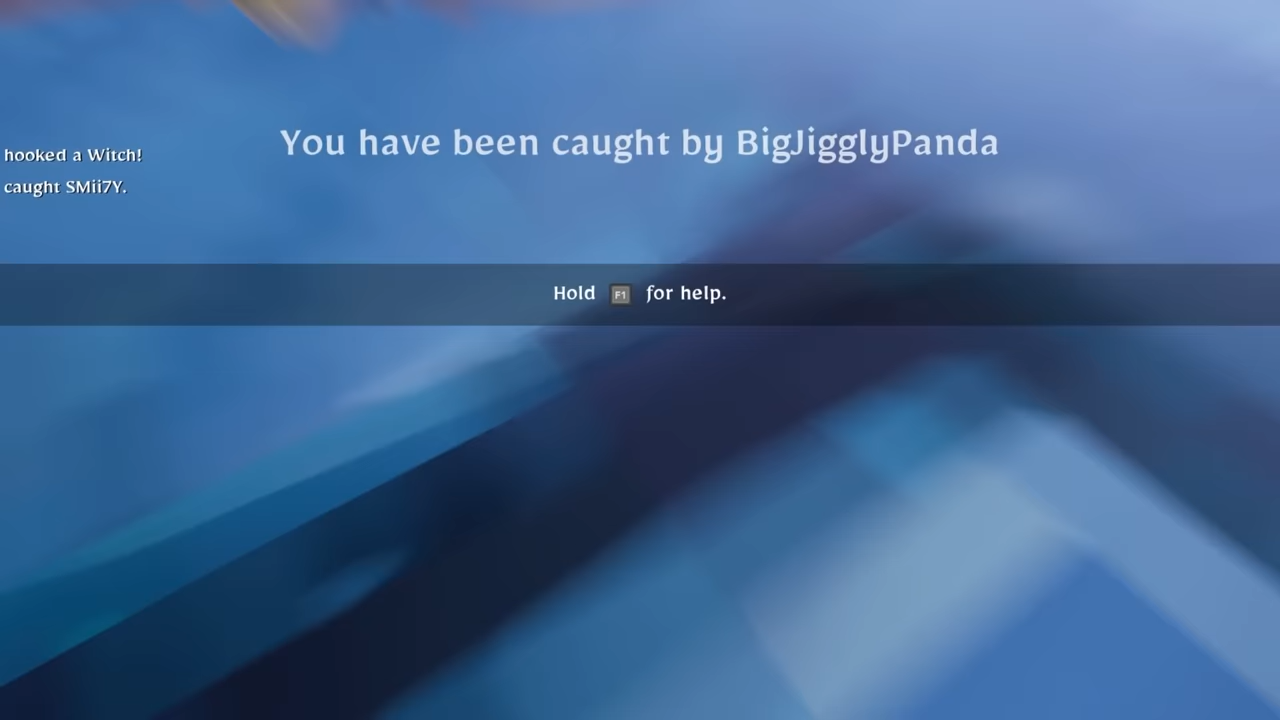 You have been caught by BigJigglyPanda
hooked a Witch!
caught SMii7Y.
Hold F1 for help.